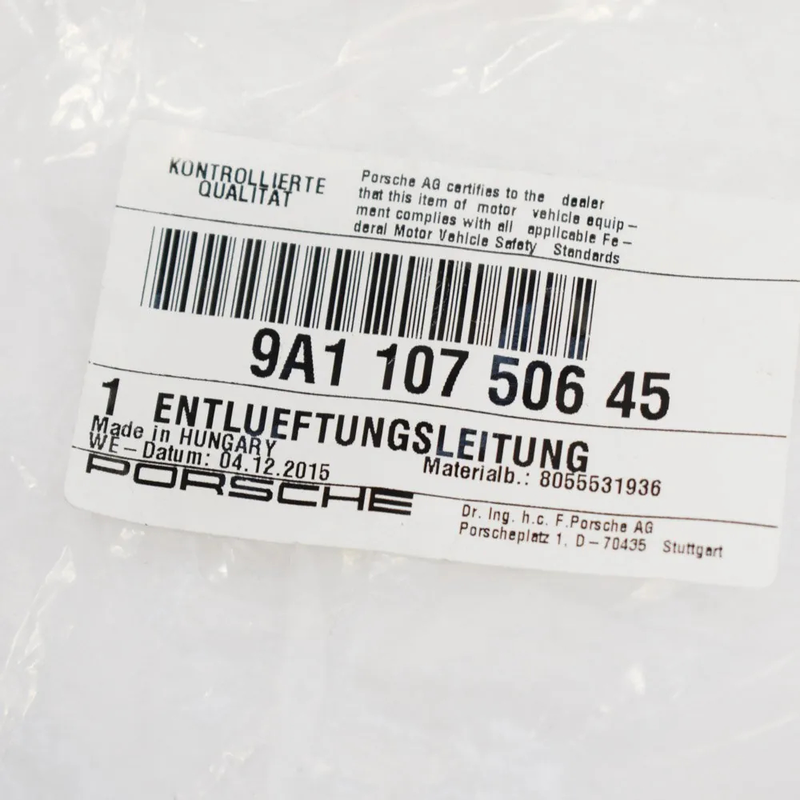 KONTROLLIERTE
QUALITÄT
Porsche AG certifies to the dealer
that this item of motor vehicle equip-
ment complies with all applicable Fe-
deral Motor Vehicle Safety Standards
9A1 107 506 45
1 ENTLUEFTUNGSLEITUNG
Made in HUNGARY
WE-Datum: 04.12.2015
Materialb.: 8055531936
PORSCHE
Dr. Ing. h.c. F.Porsche AG
Porscheplatz 1, D-70435 Stuttgart